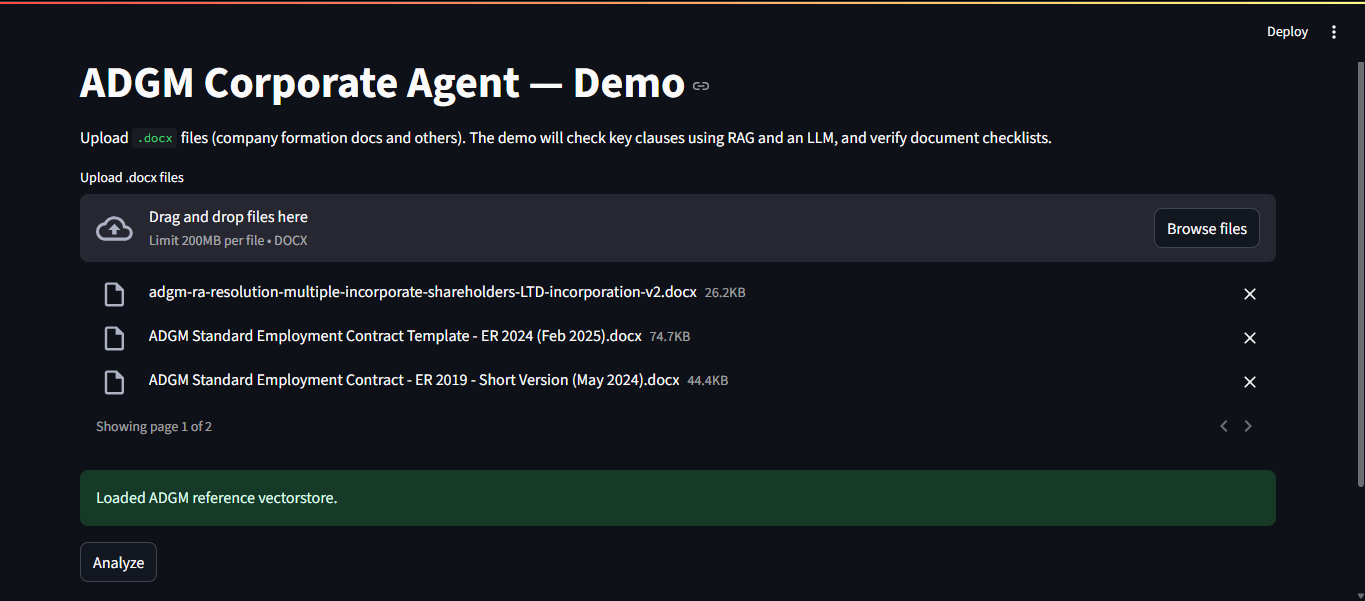 Deploy
ADGM Corporate Agent — Demo
Upload .docx files (company formation docs and others). The demo will check key clauses using RAG and an LLM, and verify document checklists.
Upload .docx files
Drag and drop files here
Limit 200MB per file • DOCX
Browse files
adgm-ra-resolution-multiple-incorporate-shareholders-LTD-incorporation-v2.docx 26.2KB
ADGM Standard Employment Contract Template - ER 2024 (Feb 2025).docx 74.7KB
ADGM Standard Employment Contract - ER 2019 - Short Version (May 2024).docx 44.4KB
Showing page 1 of 2
Loaded ADGM reference vectorstore.
Analyze